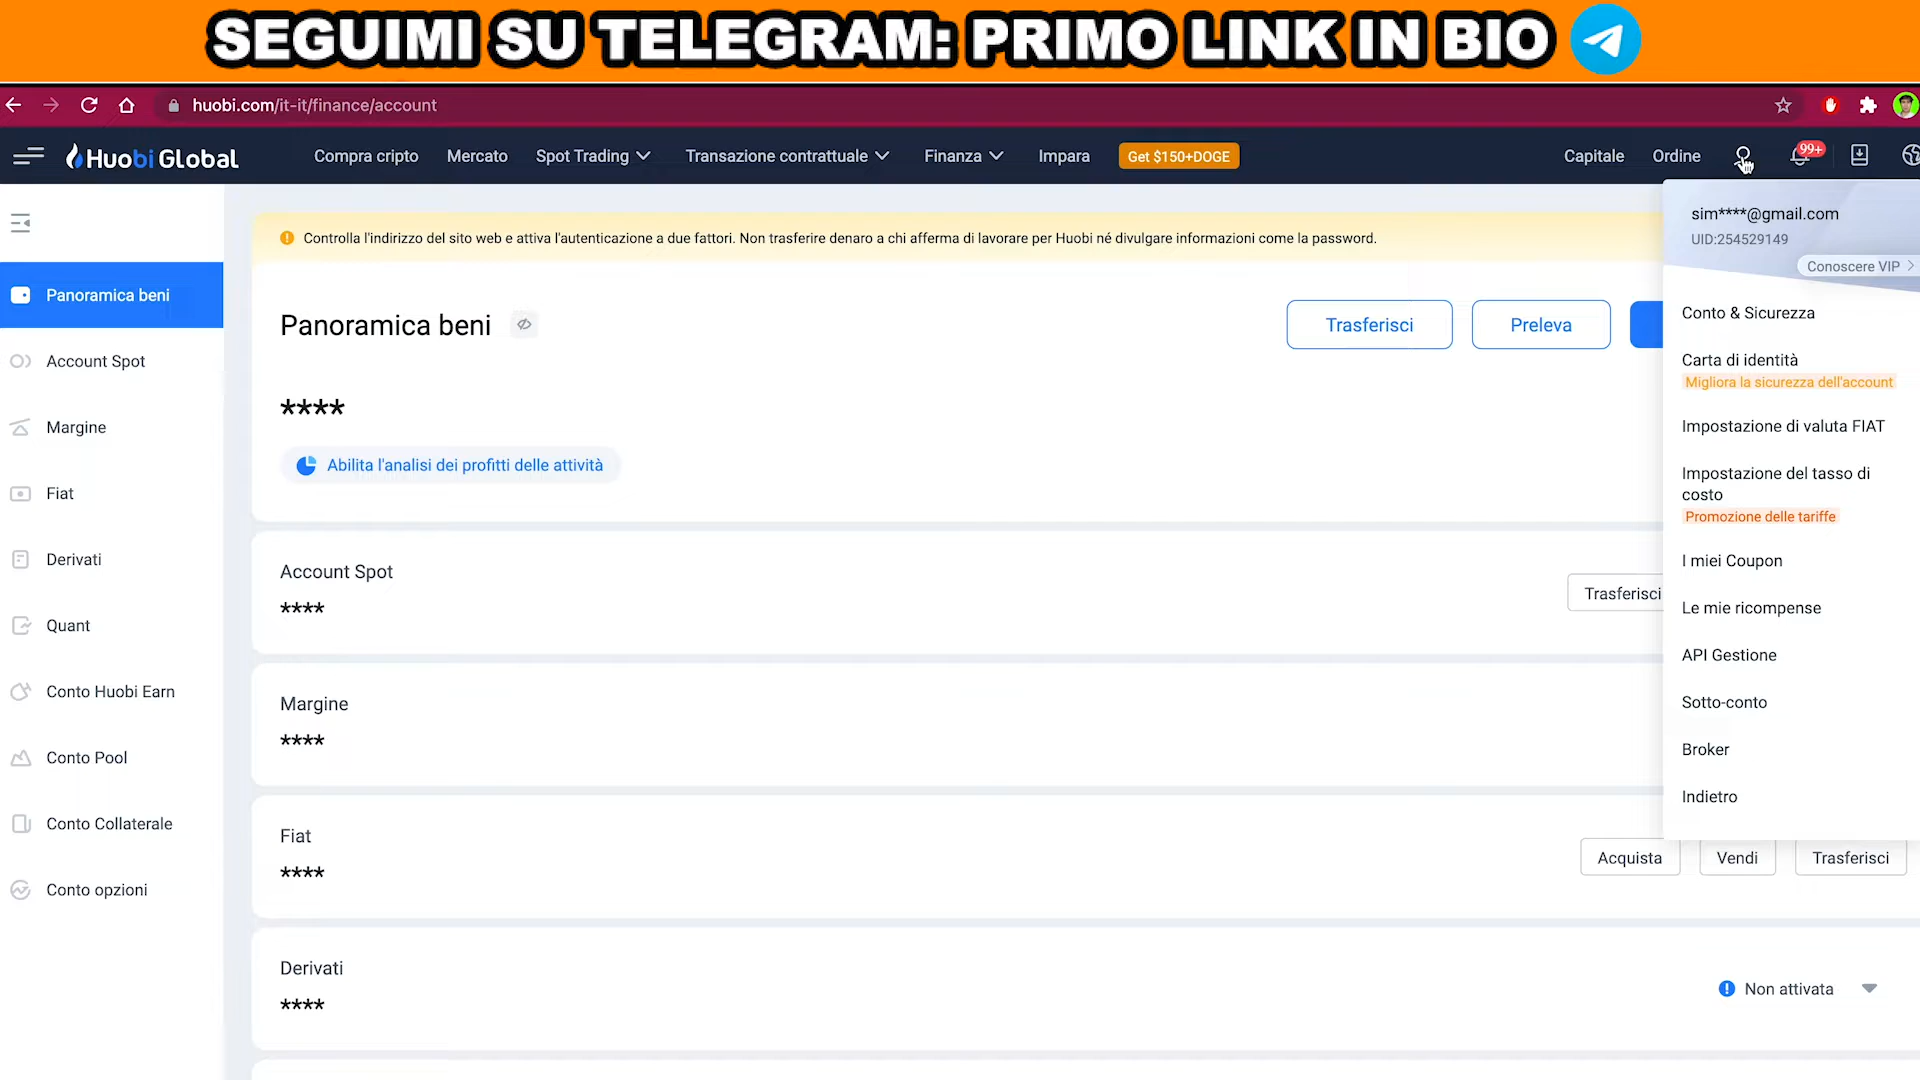 SEGUIMI SU TELEGRAM: PRIMO LINK IN BIO
huobi.com/it-it/finance/account
Huobi Global
Compra cripto
Mercato
Spot Trading
Transazione contrattuale
Finanza
Impara
Get $150+DOGE
Capitale
Ordine
99+
sim****@gmail.com
UID:254529149
Conoscere VIP
Controlla l'indirizzo del sito web e attiva l'autenticazione a due fattori. Non trasferire denaro a chi afferma di lavorare per Huobi né divulgare informazioni come la password.
Panoramica beni
Account Spot
Margine
Fiat
Derivati
Quant
Conto Huobi Earn
Conto Pool
Conto Collaterale
Conto opzioni
Panoramica beni
Trasferisci
Preleva
****
Abilita l'analisi dei profitti delle attività
Account Spot
****
Trasferisci
Margine
****
Fiat
****
Acquista
Vendi
Trasferisci
Derivati
****
Non attivata
Conto & Sicurezza
Carta di identità
Migliora la sicurezza dell'account
Impostazione di valuta FIAT
Impostazione del tasso di
costo
Promozione delle tariffe
I miei Coupon
Le mie ricompense
API Gestione
Sotto-conto
Broker
Indietro